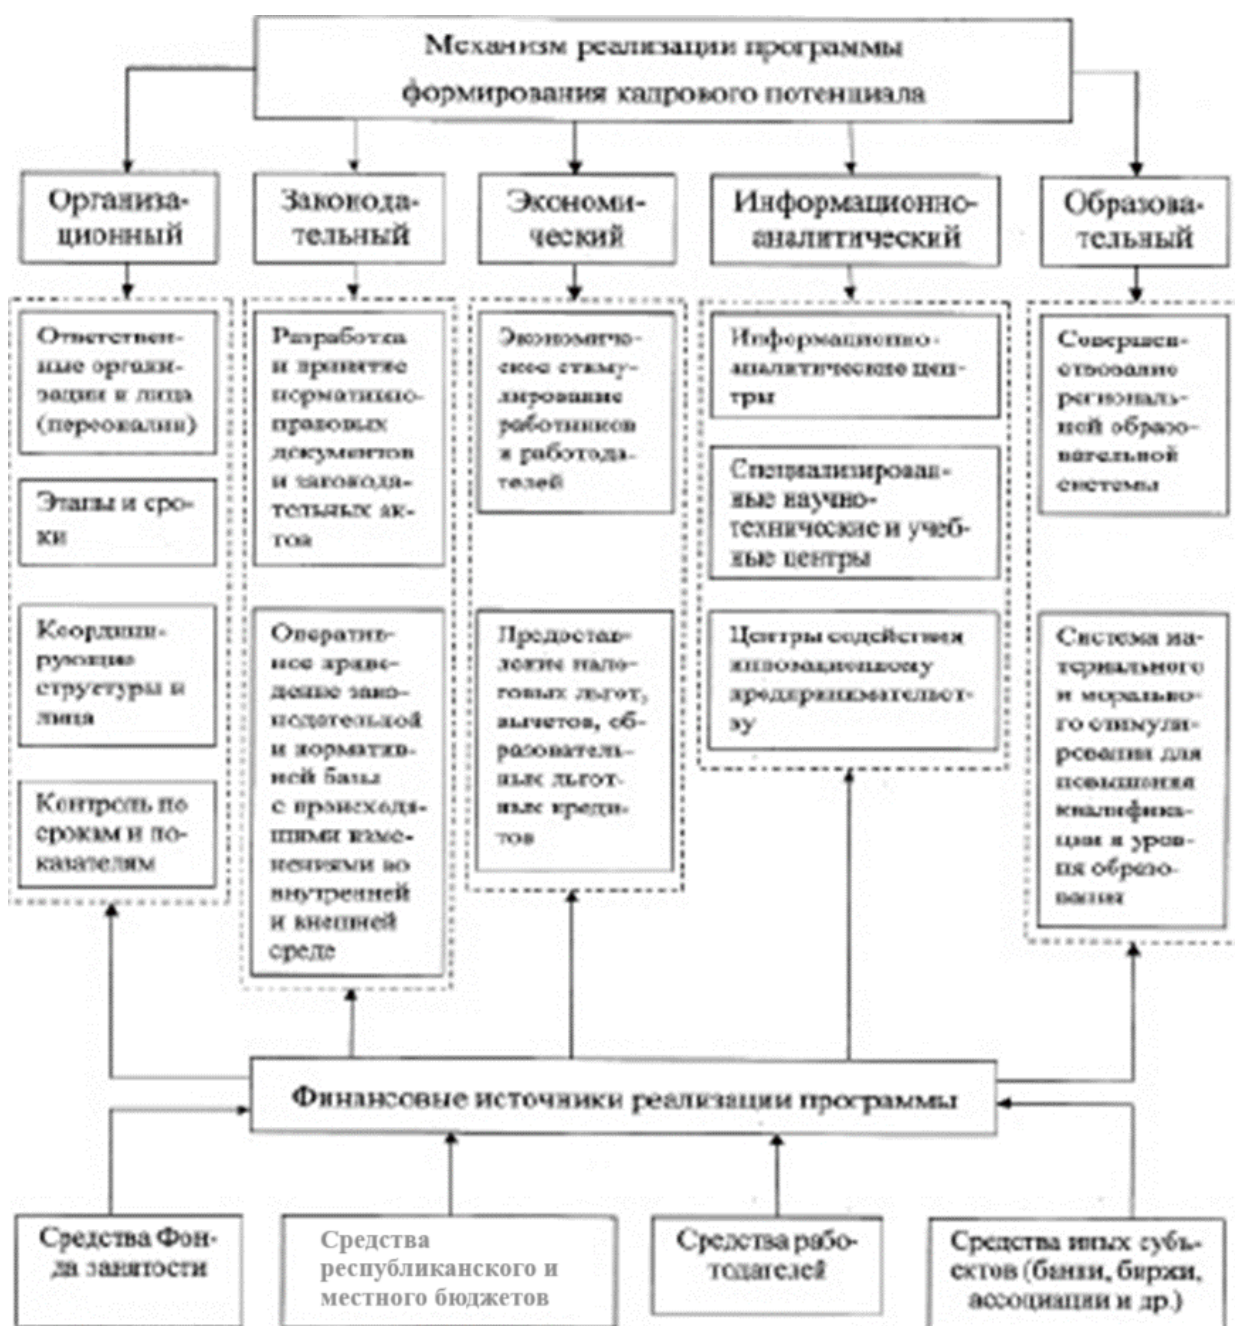 Механизм реализации программы
формирования кадрового потенциала
Организа-
ционный
Законода-
тельный
Экономи-
ческий
Информационно-
аналитический
Образова-
тельный
Ответствен-
ные органи-
зации и лица
(персоналии)
Этапы и сро-
ки
Координи-
рующие
структуры и
лица
Контроль по
срокам и по-
казателям
Разработка
и принятие
нормативно-
правовых
документов
и законода-
тельных ак-
тов
Оператив-
ное приве-
дение зако-
нодательной
и норматив-
ной базы
с происходя-
щими изме-
нениями во
внутренней
и внешней
среде
Экономиче-
ское стиму-
лирование
работников
и работода-
телей
Предостав-
ление нало-
говых льгот,
вычетов, об-
разователь-
ных льгот-
ных креди-
тов
Информационно-
аналитические цен-
тры
Специализирован-
ные научно-
технические и учеб-
ные центры
Центры содействия
инновационному
предпринимательст-
ву
Совершен-
ствование
региональ-
ной образо-
вательной
системы
Система ма-
териального
и морально-
го стимули-
рования для
повышения
квалифика-
ции и уров-
ня образо-
вания
Финансовые источники реализации программы
Средства Фон-
да занятости
Средства
республиканского и
местного бюджетов
Средства рабо-
тодателей
Средства иных субъ-
ектов (банки, биржи,
ассоциации и др.)